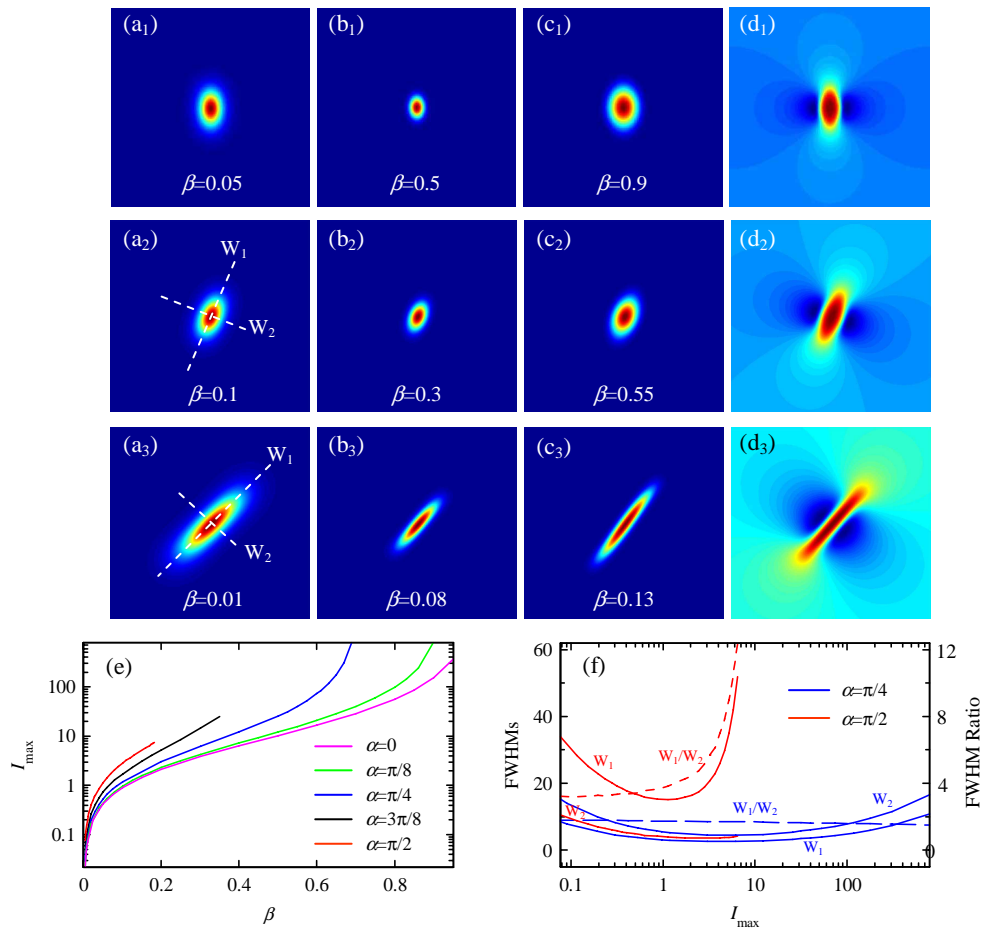 (a₁) (b₁) (c₁) (d₁)
β=0.05 β=0.5 β=0.9
(a₂) (b₂) (c₂) (d₂)
W₁
W₂
β=0.1 β=0.3 β=0.55
(a₃) (b₃) (c₃) (d₃)
W₁
W₂
β=0.01 β=0.08 β=0.13
(e)
100
10
1
0.1
I_max
α=0
α=π/8
α=π/4
α=3π/8
α=π/2
0 0.2 0.4 0.6 0.8
β
(f)
60
40
20
0
FWHMs
α=π/4
α=π/2
W₁ W₁/W₂
W₂ W₁/W₂ W₂
W₁
12
8
4
0
FWHM Ratio
0.1 1 10 100
I_max